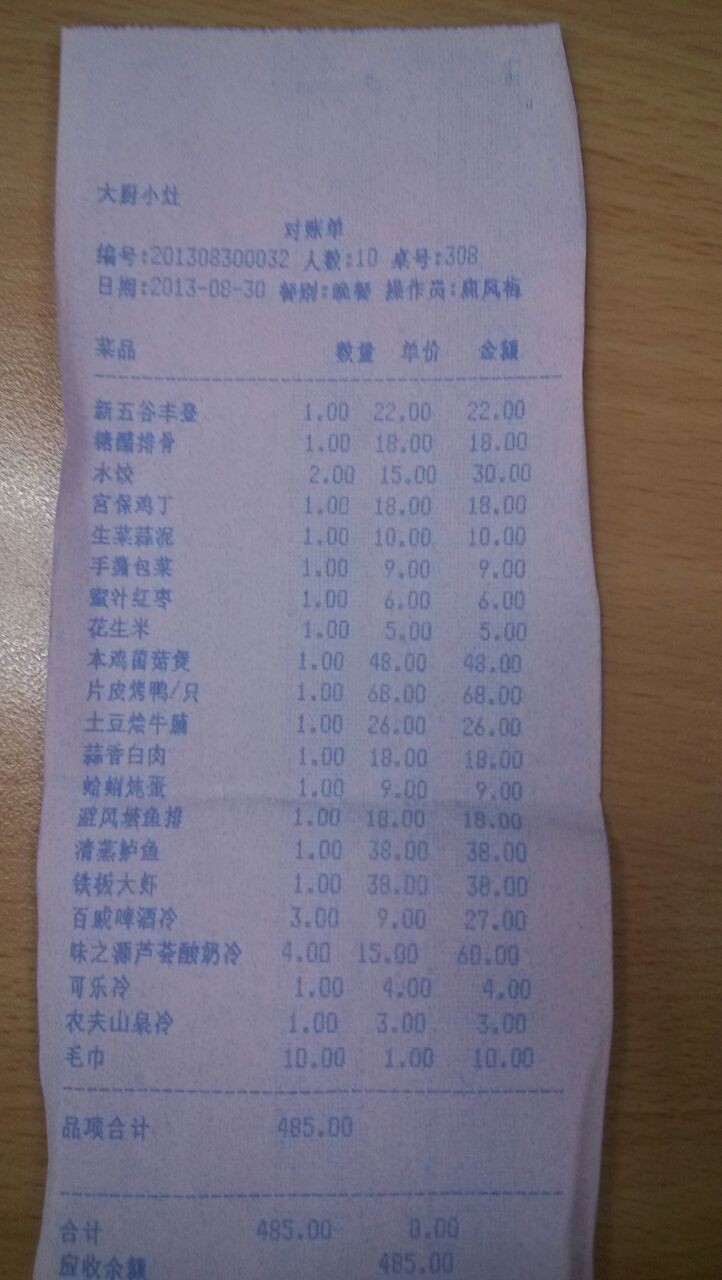 大厨小灶
对账单
编号:201308300032 人数:10 桌号:308
日期:2013-08-30 餐别:晚餐 操作员:顾风梅
菜品 数量 单价 金额
新五谷丰登 1.00 22.00 22.00
糖醋排骨 1.00 18.00 18.00
水饺 2.00 15.00 30.00
宫保鸡丁 1.00 18.00 18.00
生菜蒜泥 1.00 10.00 10.00
手撕包菜 1.00 9.00 9.00
蜜汁红枣 1.00 6.00 6.00
花生米 1.00 5.00 5.00
本鸡菌菇煲 1.00 48.00 48.00
片皮烤鸭/只 1.00 68.00 68.00
土豆烩牛腩 1.00 26.00 26.00
蒜香白肉 1.00 18.00 18.00
蛤蜊炖蛋 1.00 9.00 9.00
避风塘鱼排 1.00 18.00 18.00
清蒸鲈鱼 1.00 38.00 38.00
铁板大虾 1.00 38.00 38.00
百威啤酒冷 3.00 9.00 27.00
味之源芦荟酸奶冷 4.00 15.00 60.00
可乐冷 1.00 4.00 4.00
农夫山泉冷 1.00 3.00 3.00
毛巾 10.00 1.00 10.00
品项合计 485.00
合计 485.00 0.00
应收余额 485.00